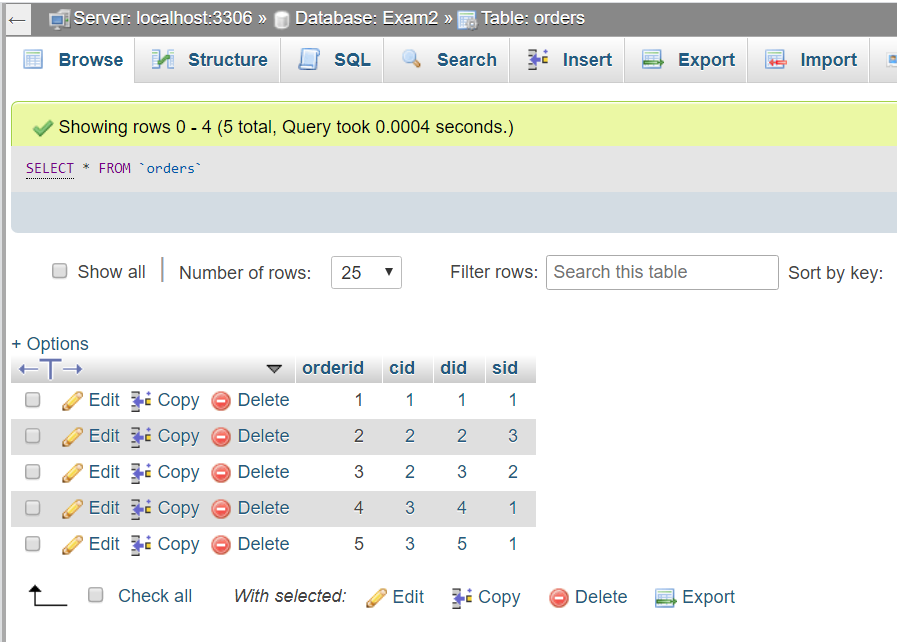 Server: localhost:3306 » Database: Exam2 » Table: orders
Browse Structure SQL Search Insert Export Import
Showing rows 0 - 4 (5 total, Query took 0.0004 seconds.)
SELECT * FROM `orders`
Show all Number of rows: 25 Filter rows: Search this table Sort by key:
+ Options
orderid cid did sid
Edit Copy Delete 1 1 1 1
Edit Copy Delete 2 2 2 3
Edit Copy Delete 3 2 3 2
Edit Copy Delete 4 3 4 1
Edit Copy Delete 5 3 5 1
Check all With selected: Edit Copy Delete Export